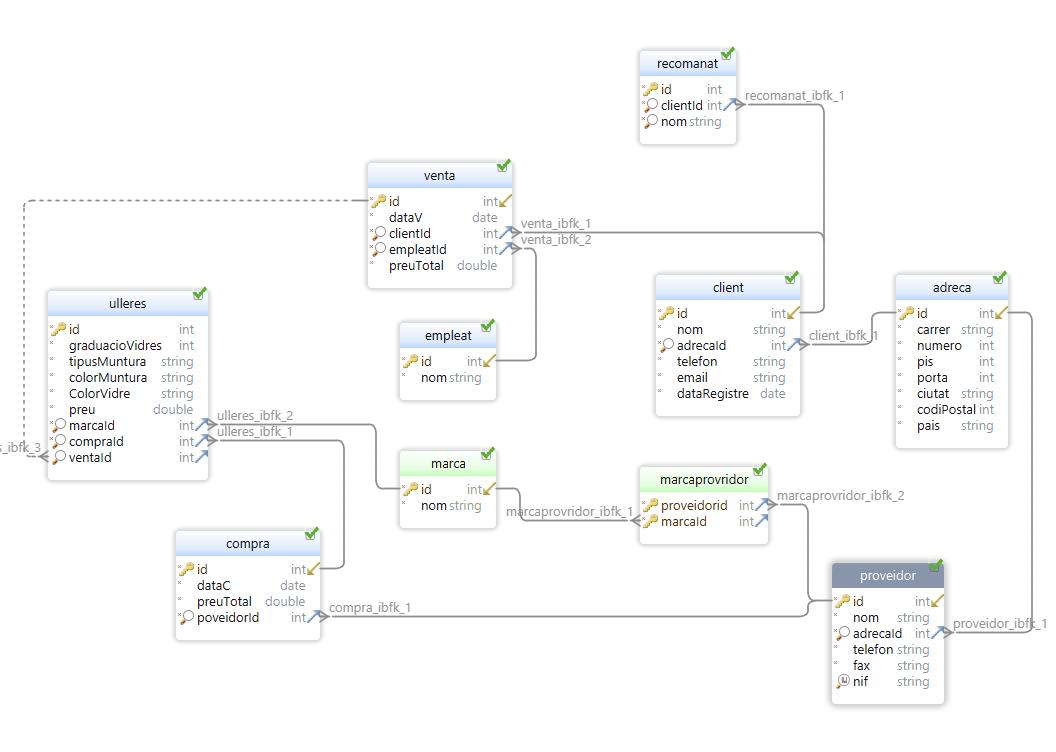 recomanat
id int
clientId int
nom string
recomanat_ibfk_1
venta
id int
dataV date
clientId int
empleatId int
preuTotal double
venta_ibfk_1
venta_ibfk_2
client
id int
nom string
adrecaId int
telefon string
email string
dataRegistre date
client_ibfk_1
adreca
id int
carrer string
numero int
pis int
porta int
ciutat string
codiPostal int
pais string
ulleres
id int
graduacioVidres int
tipusMuntura string
colorMuntura string
ColorVidre string
preu double
marcaId int
compraId int
ventaId int
ulleres_ibfk_2
ulleres_ibfk_1
s_ibfk_3
empleat
id int
nom string
marca
id int
nom string
marcaprovridor_ibfk_1
marcaprovridor
proveidorid int
marcaId int
marcaprovridor_ibfk_2
compra
id int
dataC date
preuTotal double
poveidorId int
compra_ibfk_1
proveidor
id int
nom string
adrecaId int
telefon string
fax string
nif string
proveidor_ibfk_1